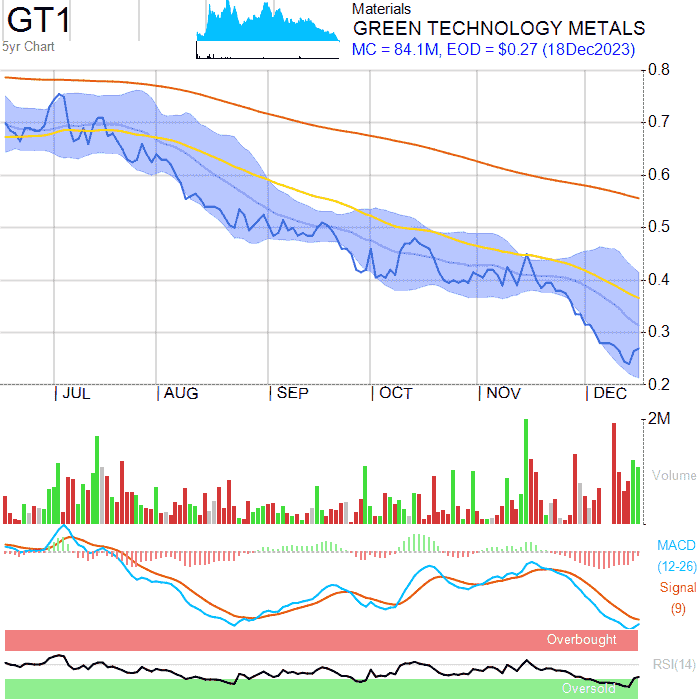 GT1
5yr Chart
Materials
GREEN TECHNOLOGY METALS
MC = 84.1M, EOD = $0.27 (18Dec2023)
0.8
0.7
0.6
0.5
0.4
0.3
0.2
JUL AUG SEP OCT NOV DEC
2M
Volume
MACD
(12-26)
Signal
(9)
Overbought
RSI(14)
Oversold